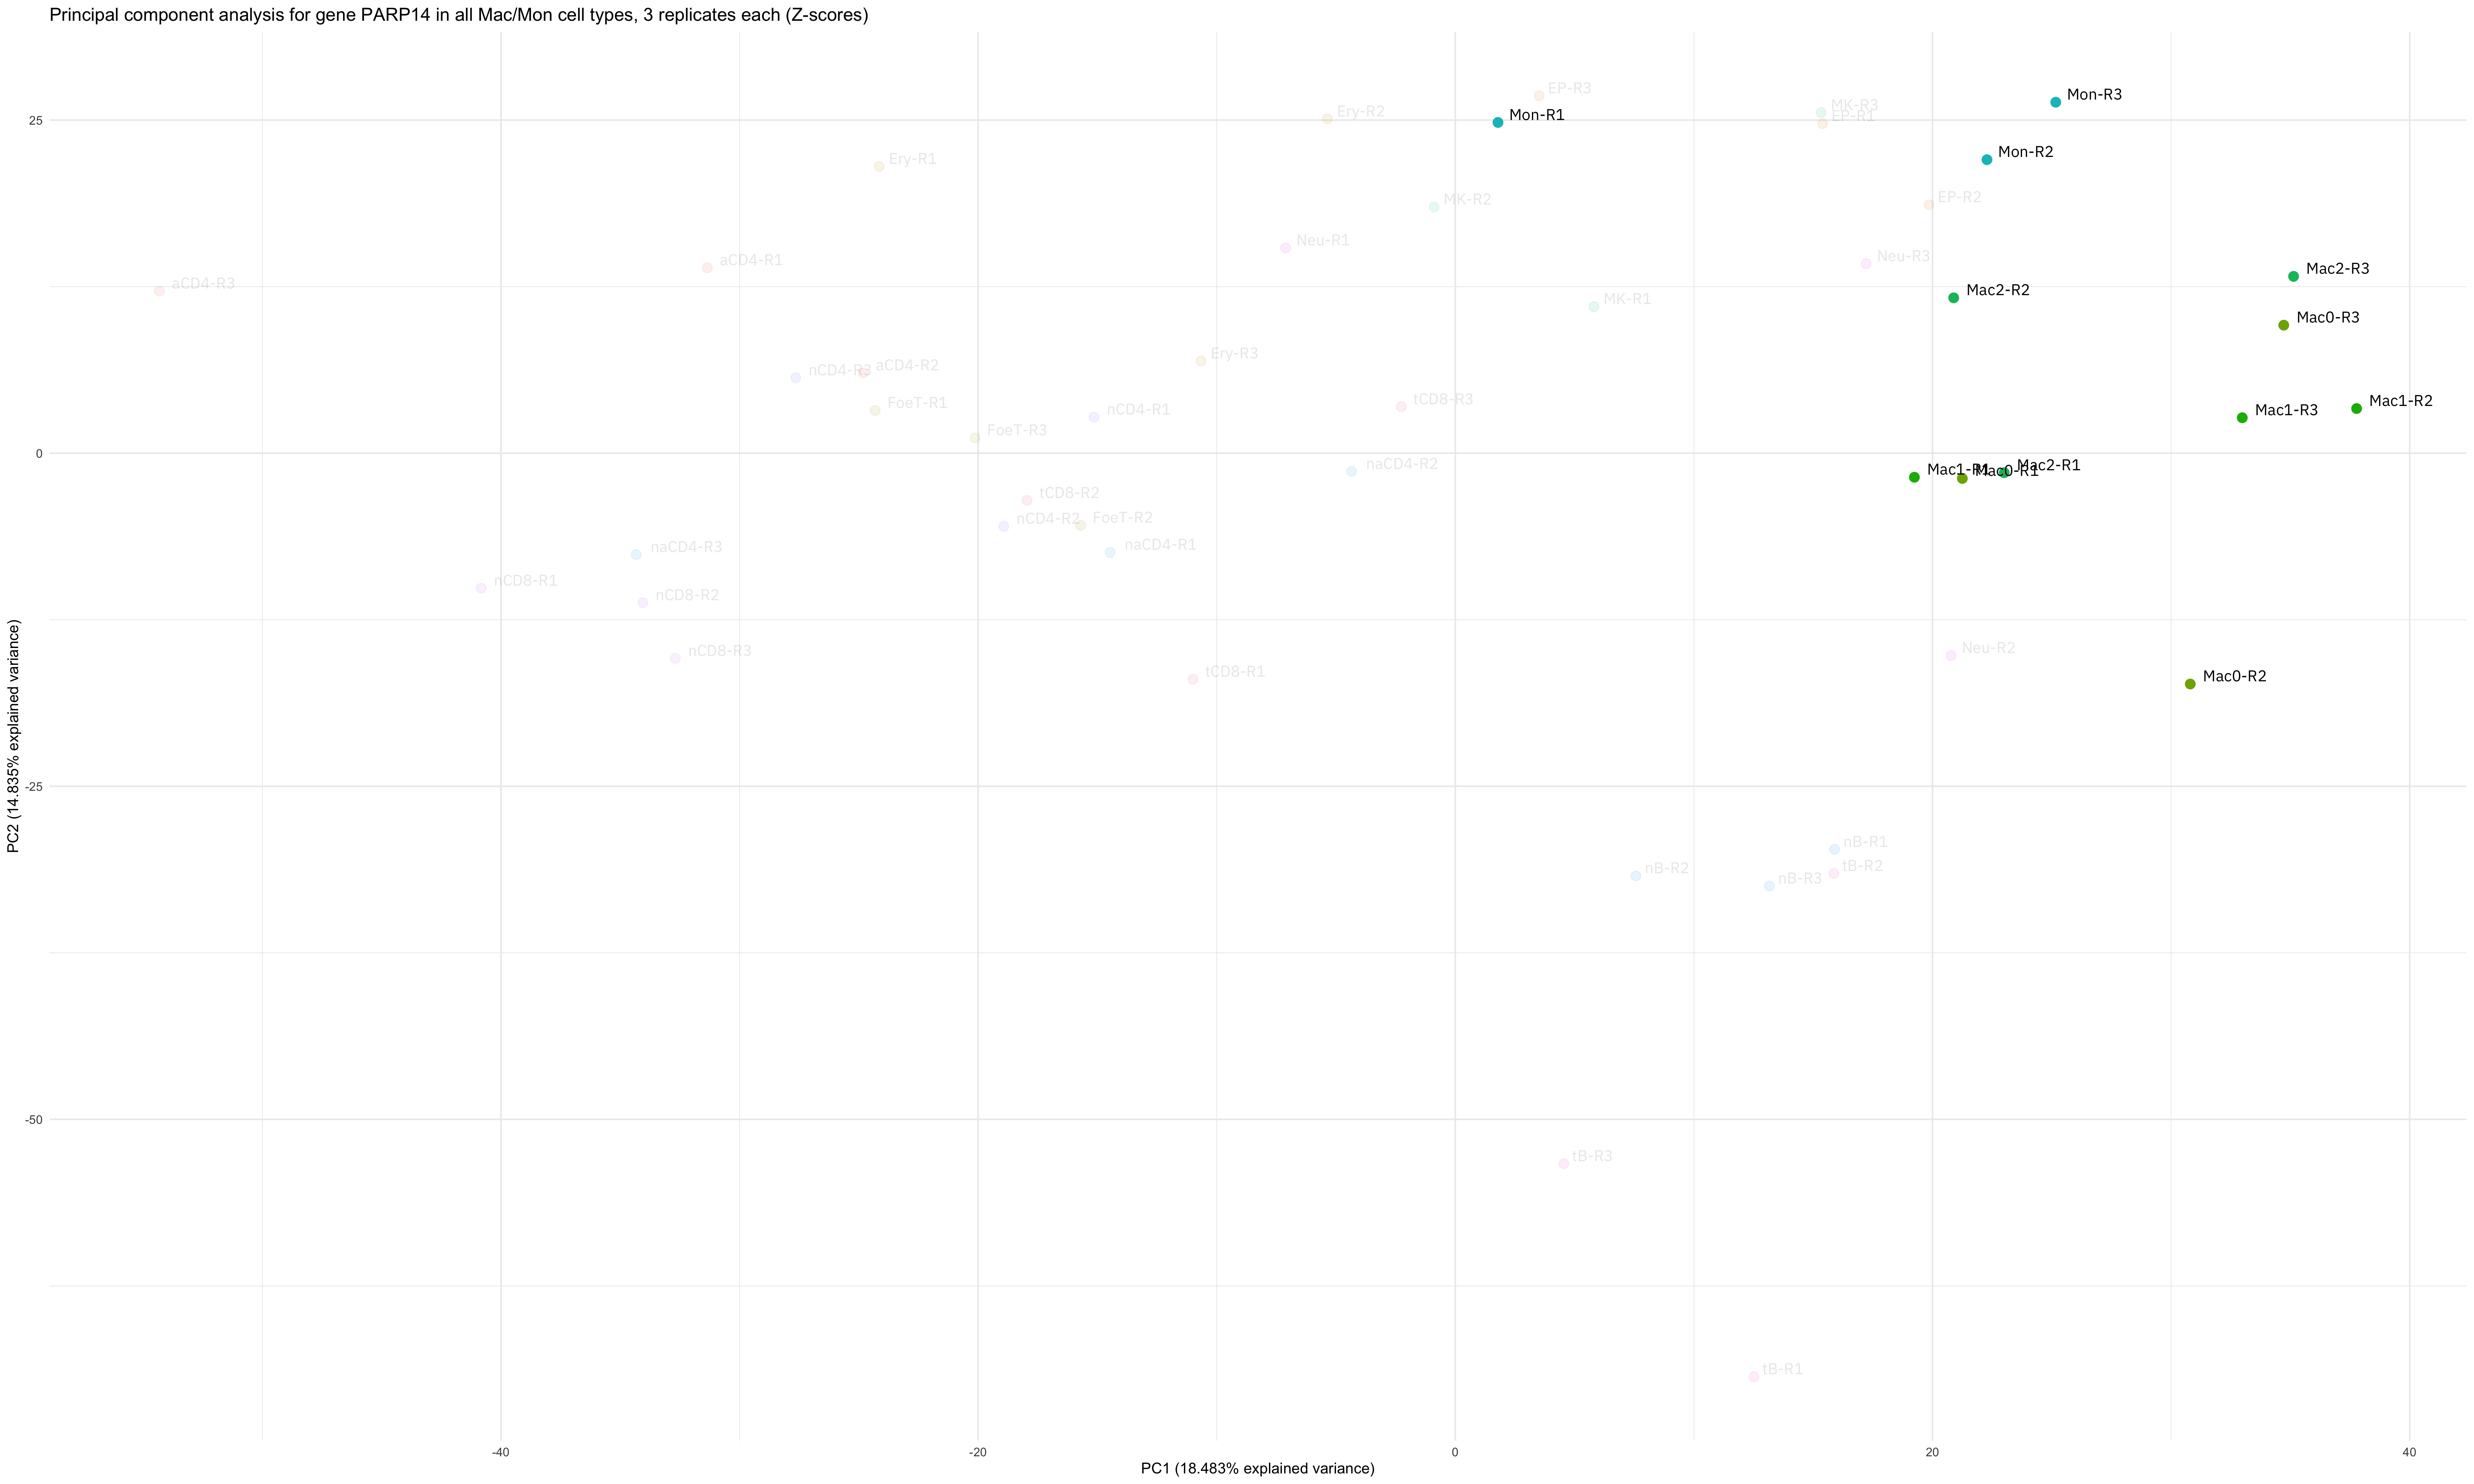 Principal component analysis for gene PARP14 in all Mac/Mon cell types, 3 replicates each (Z-scores)
EP-R3
Mon-R3
MK-R3
Ery-R2
Mon-R1
EP-R1
25
Mon-R2
Ery-R1
EP-R2
MK-R2
Neu-R1
Neu-R3
aCD4-R1
Mac2-R3
aCD4-R3
Mac2-R2
MK-R1
Mac0-R3
Ery-R3
aCD4-R2
nCD4-R3
tCD8-R3
Mac1-R2
FoeT-R1
nCD4-R1
Mac1-R3
FoeT-R3
0
naCD4-R2
Mac2-R1
Mac1-R1
Mac0-R1
tCD8-R2
nCD4-R2
FoeT-R2
naCD4-R1
naCD4-R3
nCD8-R1
nCD8-R2
nCD8-R3
Neu-R2
tCD8-R1
Mac0-R2
PC2 (14.835% explained variance)
-25
nB-R1
tB-R2
nB-R2
nB-R3
-50
tB-R3
tB-R1
-40
-20
0
20
40
PC1 (18.483% explained variance)